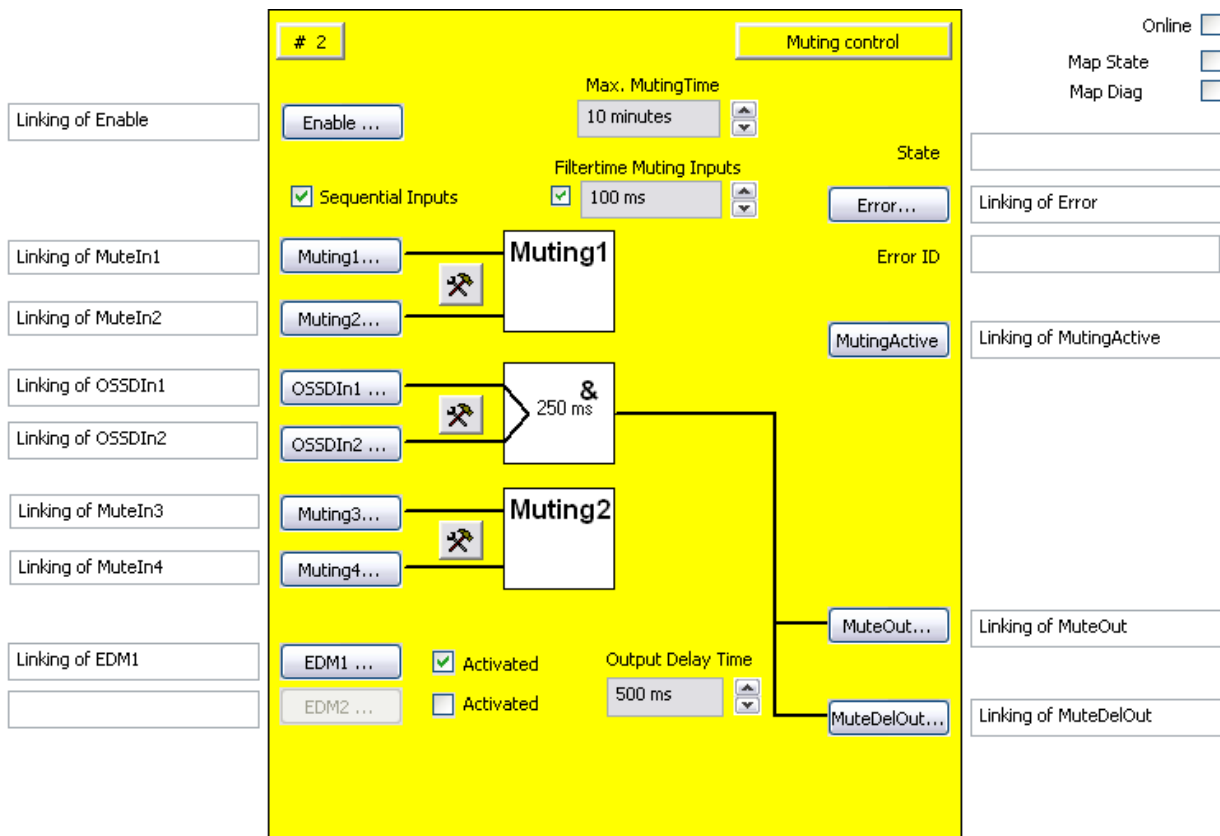 # 2
Muting control
Online
Map State
Map Diag
Max. MutingTime
10 minutes
Linking of Enable
Enable ...
State
Filtertime Muting Inputs
Sequential Inputs
100 ms
Error...
Linking of Error
Linking of MuteIn1
Muting1...
Muting1
Error ID
Linking of MuteIn2
Muting2...
MutingActive
Linking of MutingActive
Linking of OSSDIn1
OSSDIn1 ...
&
250 ms
Linking of OSSDIn2
OSSDIn2 ...
Linking of MuteIn3
Muting3...
Muting2
Linking of MuteIn4
Muting4...
MuteOut...
Linking of MuteOut
Linking of EDM1
EDM1 ...
Activated
Output Delay Time
500 ms
EDM2 ...
Activated
MuteDelOut...
Linking of MuteDelOut